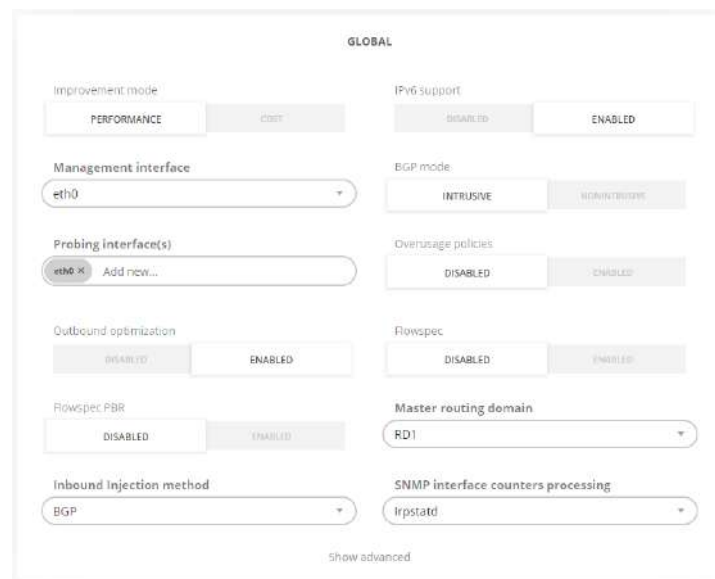 GLOBAL
Improvement mode
PERFORMANCE COST
IPv6 support
DISABLED ENABLED
Management interface
eth0
BGP mode
INTRUSIVE NONINTRUSIVE
Probing interface(s)
eth0 × Add new...
Overusage policies
DISABLED ENABLED
Outbound optimization
DISABLED ENABLED
Flowspec
DISABLED ENABLED
Flowspec PBR
DISABLED ENABLED
Master routing domain
RD1
Inbound Injection method
BGP
SNMP interface counters processing
Irpstatd
Show advanced